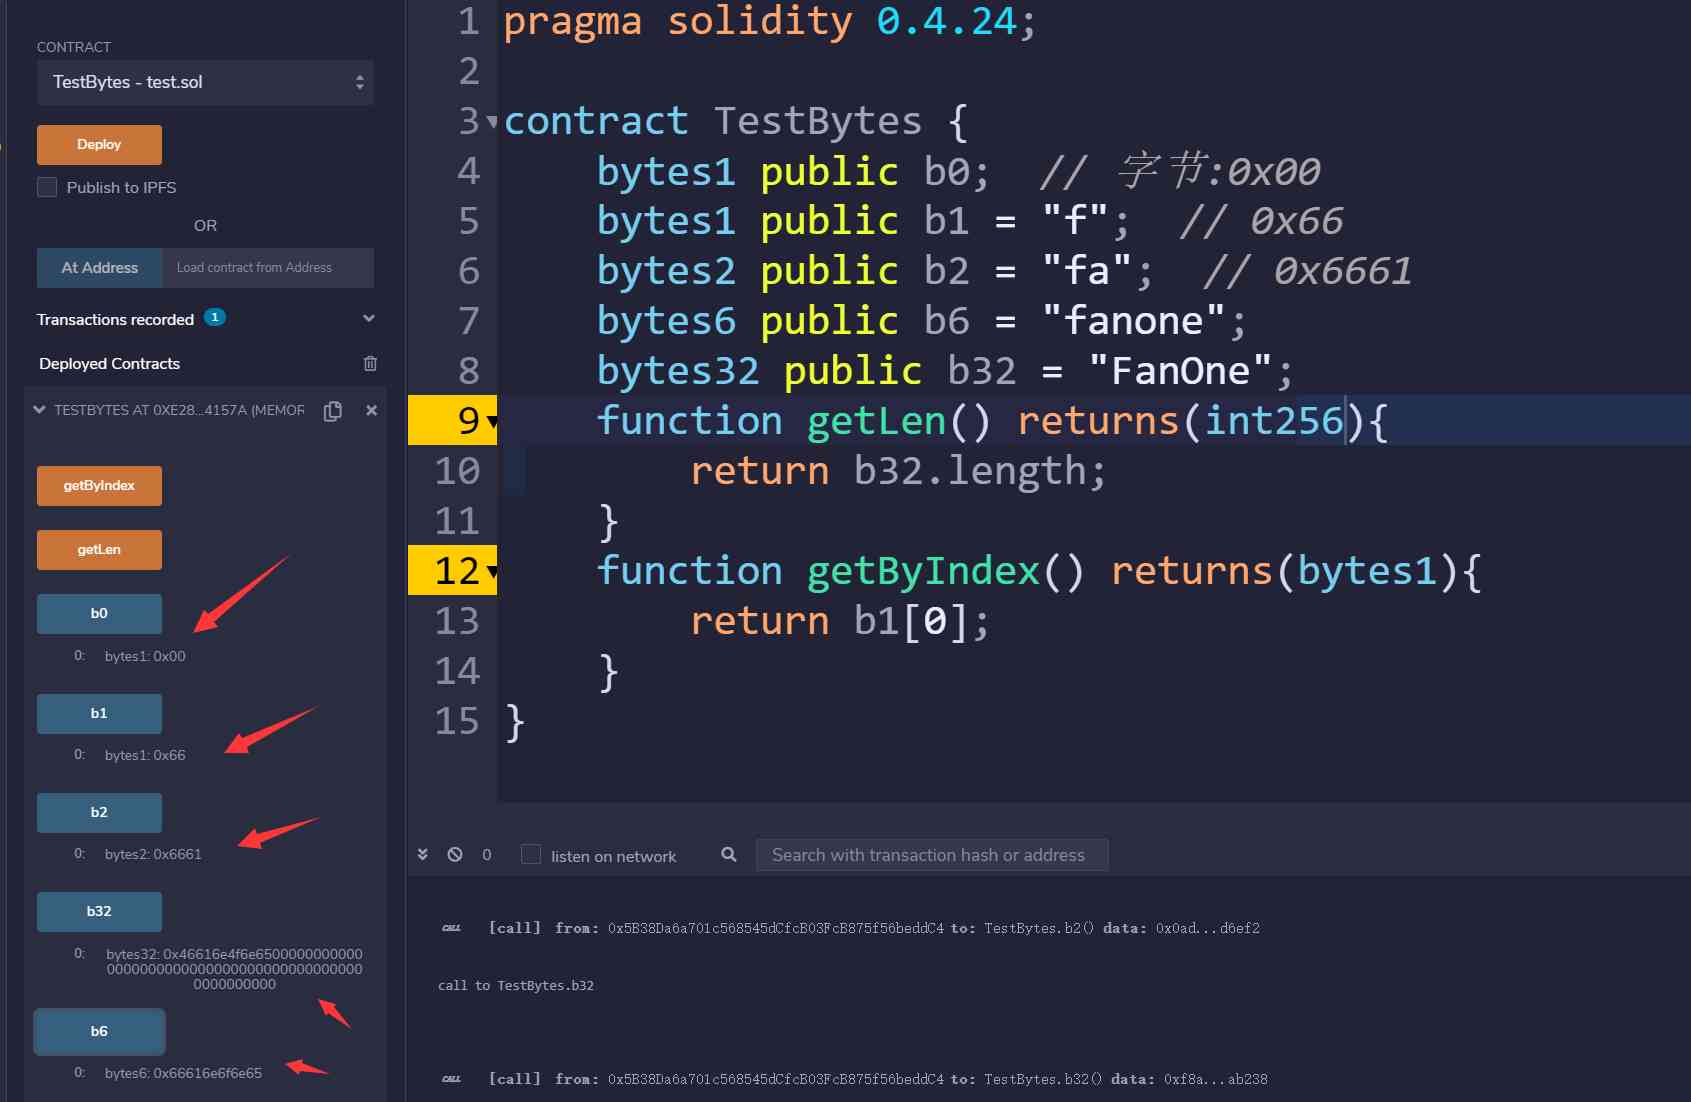 CONTRACT
TestBytes - test.sol
Deploy
Publish to IPFS
OR
At Address
Load contract from Address
Transactions recorded 1
Deployed Contracts
TESTBYTES AT 0XE28...4157A (MEMOR
getByIndex
getLen
b0
0: bytes1: 0x00
b1
0: bytes1: 0x66
b2
0: bytes2: 0x6661
b32
0: bytes32: 0x46616e4f6e6500000000000
000000000000000000000000000000
0000000000
b6
0: bytes6: 0x66616e6f6e65
1 pragma solidity 0.4.24;
2
3 contract TestBytes {
4 bytes1 public b0; // 字节:0x00
5 bytes1 public b1 = "f"; // 0x66
6 bytes2 public b2 = "fa"; // 0x6661
7 bytes6 public b6 = "fanone";
8 bytes32 public b32 = "FanOne";
9 function getLen() returns(int256){
10 return b32.length;
11 }
12 function getByIndex() returns(bytes1){
13 return b1[0];
14 }
15 }
0 listen on network Search with transaction hash or address
CALL [call] from: 0x5B38Da6a701c568545dCfcB03FcB875f56beddC4 to: TestBytes.b2() data: 0x0ad...d6ef2
call to TestBytes.b32
CALL [call] from: 0x5B38Da6a701c568545dCfcB03FcB875f56beddC4 to: TestBytes.b32() data: 0xf8a...ab238